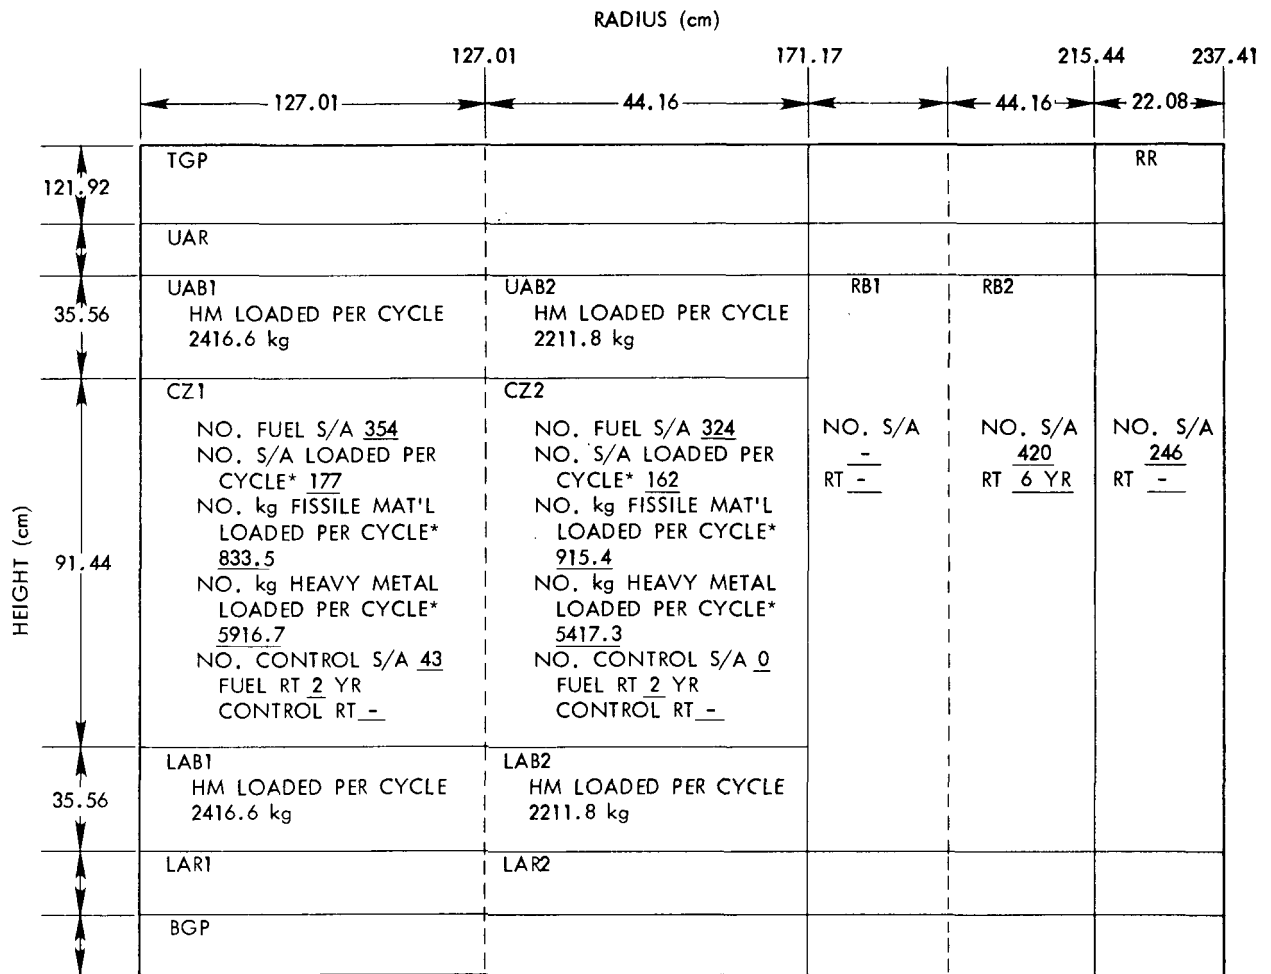 RADIUS (cm)
127.01 171.17 215.44 237.41
127.01 44.16 44.16 22.08
TGP RR
121.92
UAR
UAB1 UAB2 RB1 RB2
HM LOADED PER CYCLE HM LOADED PER CYCLE
35.56
2416.6 kg 2211.8 kg
CZ1 CZ2
NO. FUEL S/A 354 NO. FUEL S/A 324 NO. S/A NO. S/A NO. S/A
NO. S/A LOADED PER NO. S/A LOADED PER - 420 246
CYCLE* 177 CYCLE* 162 RT - RT 6 YR RT -
NO. kg FISSILE MAT'L NO. kg FISSILE MAT'L
LOADED PER CYCLE* LOADED PER CYCLE*
833.5 915.4
91.44
NO. kg HEAVY METAL NO. kg HEAVY METAL
LOADED PER CYCLE* LOADED PER CYCLE*
5916.7 5417.3
NO. CONTROL S/A 43 NO. CONTROL S/A 0
FUEL RT 2 YR FUEL RT 2 YR
CONTROL RT - CONTROL RT -
HEIGHT (cm)
LAB1 LAB2
HM LOADED PER CYCLE HM LOADED PER CYCLE
35.56
2416.6 kg 2211.8 kg
LAR1 LAR2
BGP